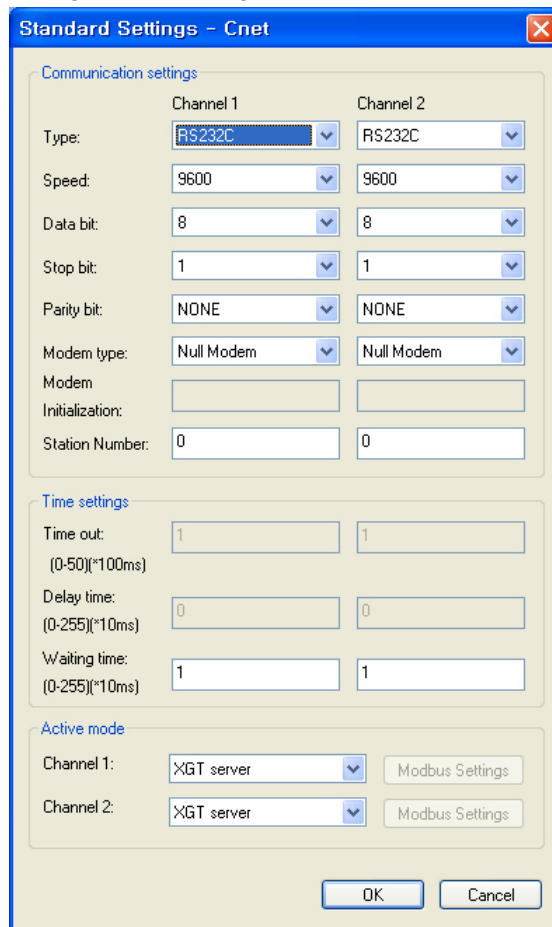 Standard Settings - Cnet
Communication settings
Channel 1 Channel 2
Type: RS232C RS232C
Speed: 9600 9600
Data bit: 8 8
Stop bit: 1 1
Parity bit: NONE NONE
Modem type: Null Modem Null Modem
Modem
Initialization:
Station Number: 0 0
Time settings
Time out: 1 1
(0-50)(*100ms)
Delay time:
(0-255)(*10ms) 0 0
Waiting time:
(0-255)(*10ms) 1 1
Active mode
Channel 1: XGT server Modbus Settings
Channel 2: XGT server Modbus Settings
OK Cancel